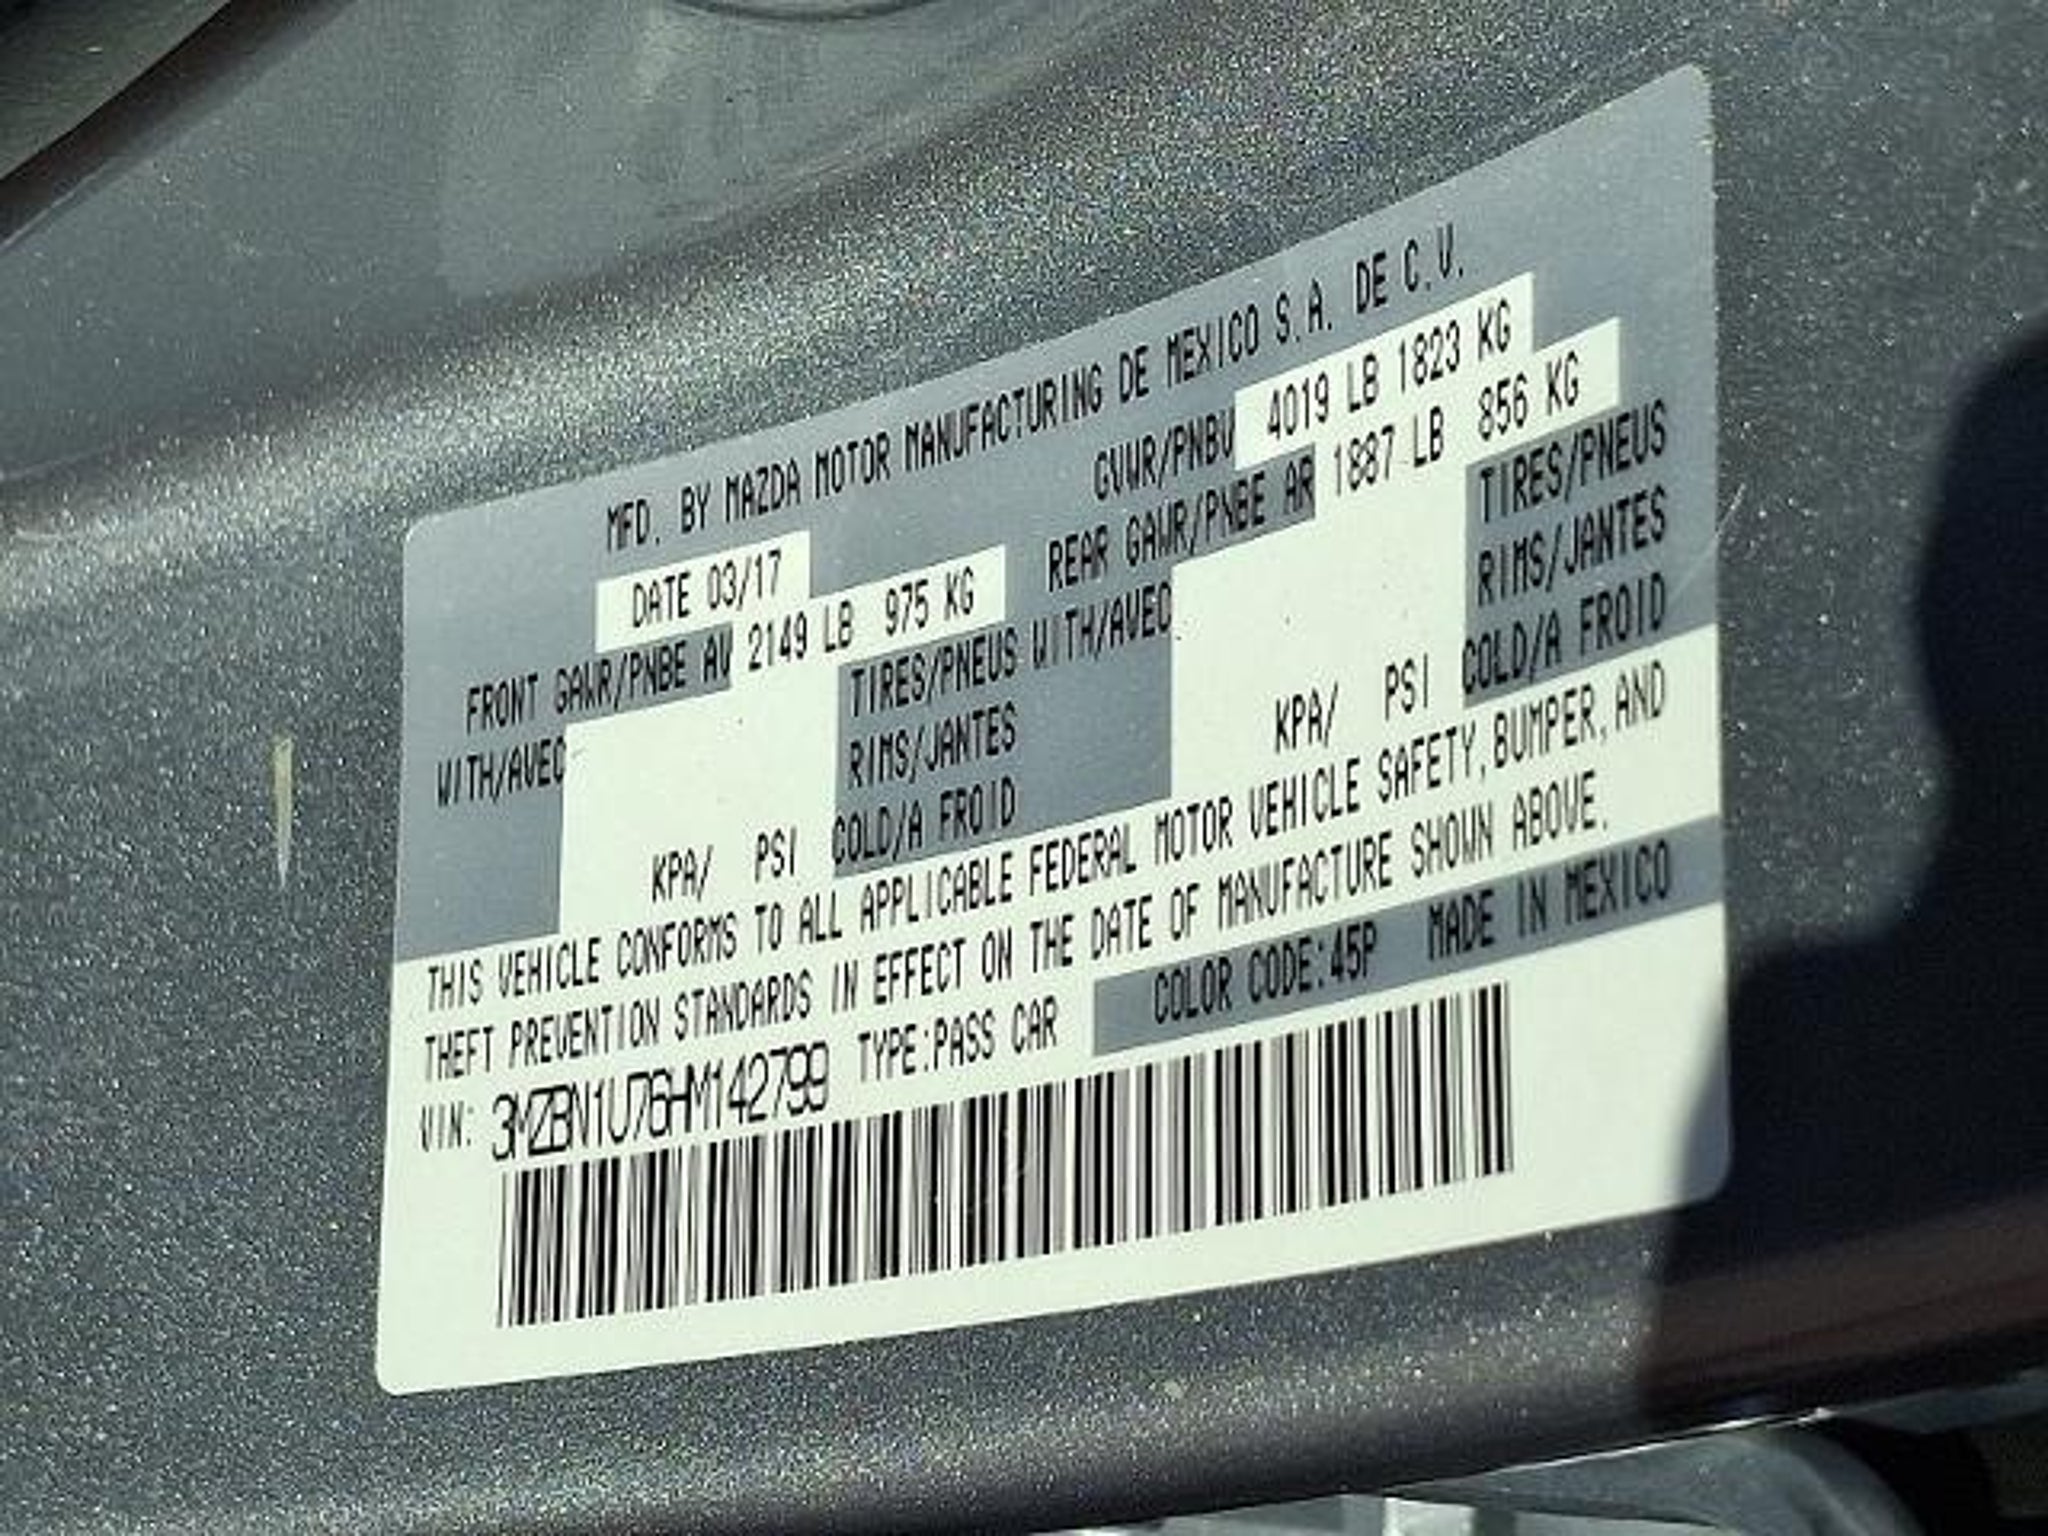 MFD. BY MAZDA MOTOR MANUFACTURING DE MEXICO S.A. DE C.V.
DATE 03/17 GVWR/PNBV 4019 LB 1823 KG
FRONT GAWR/PNBE AV 2149 LB 975 KG REAR GAWR/PNBE AR 1887 LB 856 KG
WITH/AVEC TIRES/PNEUS WITH/AVEC TIRES/PNEUS
RIMS/JANTES RIMS/JANTES
KPA/ PSI COLD/A FROID KPA/ PSI COLD/A FROID
THIS VEHICLE CONFORMS TO ALL APPLICABLE FEDERAL MOTOR VEHICLE SAFETY, BUMPER, AND
THEFT PREVENTION STANDARDS IN EFFECT ON THE DATE OF MANUFACTURE SHOWN ABOVE.
VIN: 3MZBN1U76HM142799 TYPE:PASS CAR COLOR CODE:45P MADE IN MEXICO